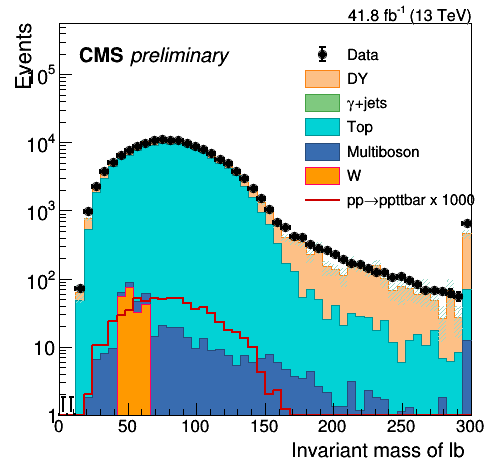 41.8 fb⁻¹ (13 TeV)
Events
CMS preliminary
Data
DY
γ+jets
Top
Multiboson
W
pp→ppttbar x 1000
10⁵
10⁴
10³
10²
10
1
0 50 100 150 200 250 300
Invariant mass of lb